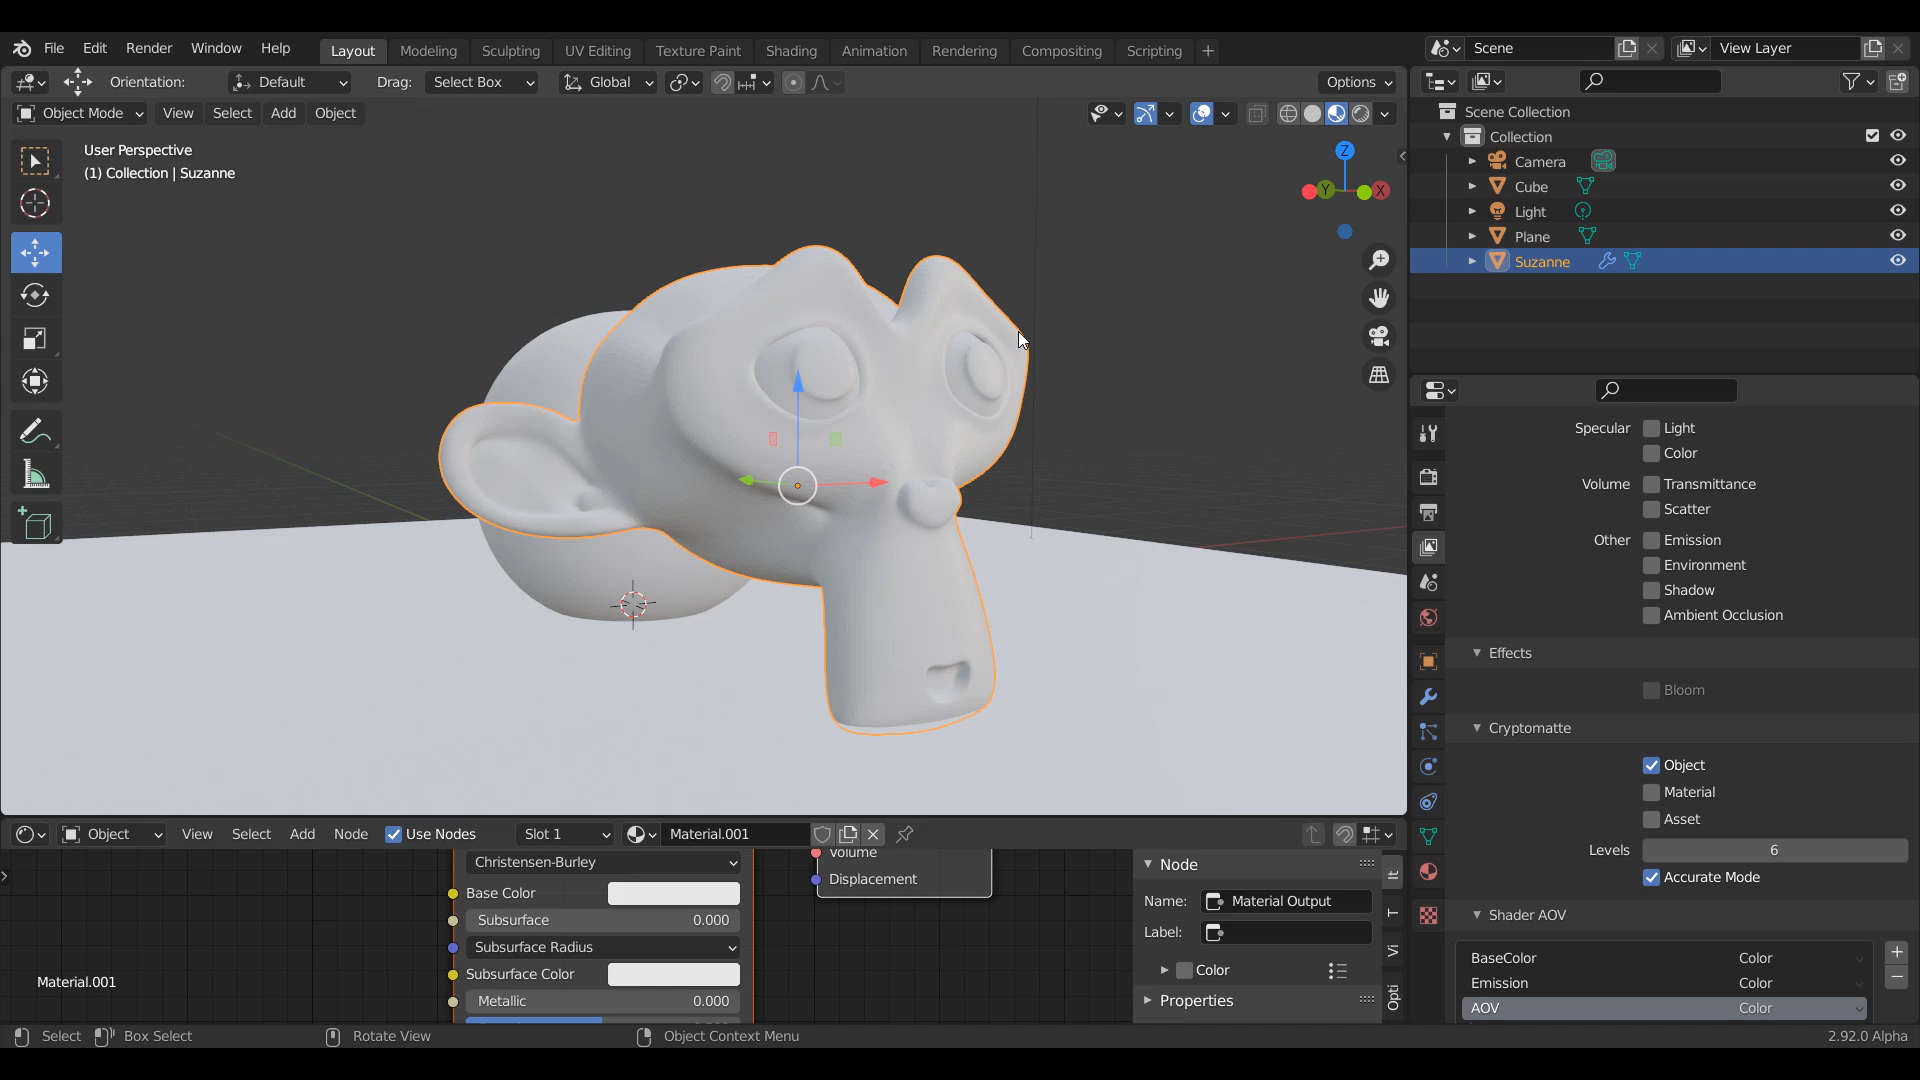 File Edit Render Window Help Layout Modeling Sculpting UV Editing Texture Paint Shading Animation Rendering Compositing Scripting + Scene View Layer
Orientation: Default Drag: Select Box Global Options
Object Mode View Select Add Object
User Perspective
(1) Collection | Suzanne
Z
Y X
Scene Collection
Collection
Camera
Cube
Light
Plane
Suzanne
Specular Light
Color
Volume Transmittance
Scatter
Other Emission
Environment
Shadow
Ambient Occlusion
Effects
Bloom
Cryptomatte
Object
Material
Asset
Levels 6
Accurate Mode
Shader AOV
BaseColor Color
Emission Color
AOV Color
Object View Select Add Node Use Nodes Slot 1 Material.001
Christensen-Burley
Base Color
Subsurface 0.000
Subsurface Radius
Subsurface Color
Metallic 0.000
Volume
Displacement
Node
Name: Material Output
Label:
Color
Properties
It
T
Vi
Opti
Material.001
Select Box Select Rotate View Object Context Menu 2.92.0 Alpha